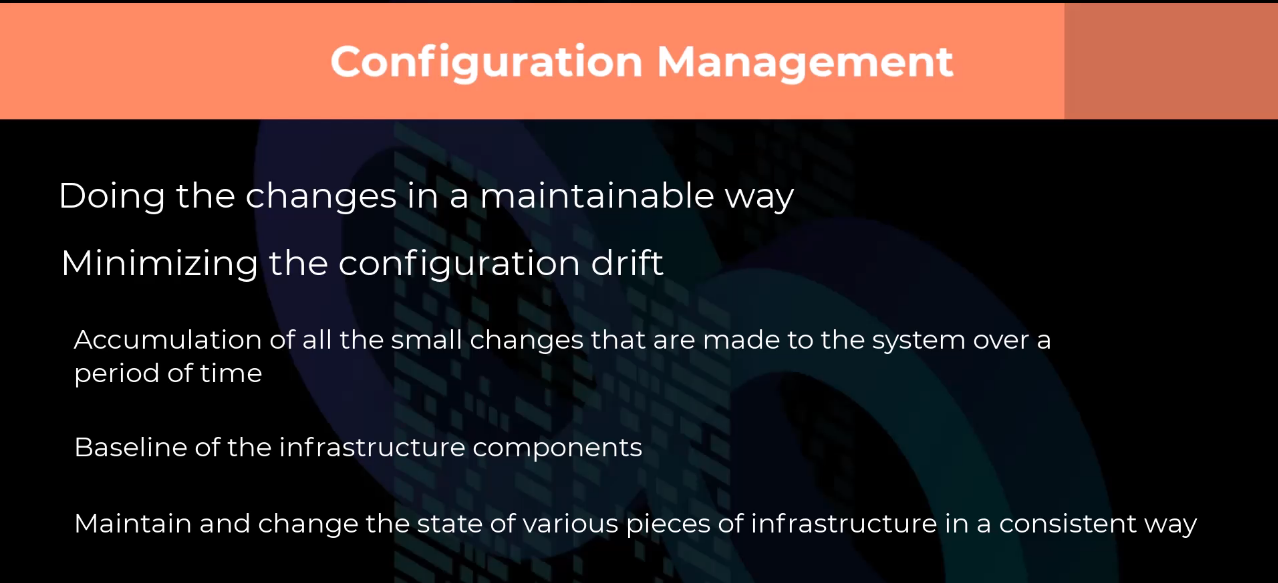 Configuration Management
Doing the changes in a maintainable way
Minimizing the configuration drift
Accumulation of all the small changes that are made to the system over a
period of time
Baseline of the infrastructure components
Maintain and change the state of various pieces of infrastructure in a consistent way